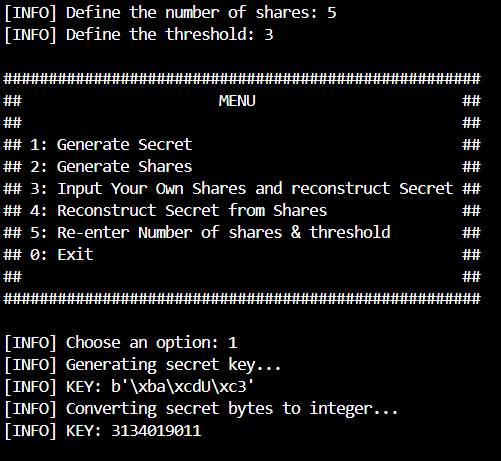 [INFO] Define the number of shares: 5
[INFO] Define the threshold: 3
#####################################################
## MENU ##
## ##
## 1: Generate Secret ##
## 2: Generate Shares ##
## 3: Input Your Own Shares and reconstruct Secret ##
## 4: Reconstruct Secret from Shares ##
## 5: Re-enter Number of shares & threshold ##
## 0: Exit ##
## ##
#####################################################
[INFO] Choose an option: 1
[INFO] Generating secret key...
[INFO] KEY: b'\xba\xcdU\xc3'
[INFO] Converting secret bytes to integer...
[INFO] KEY: 3134019011